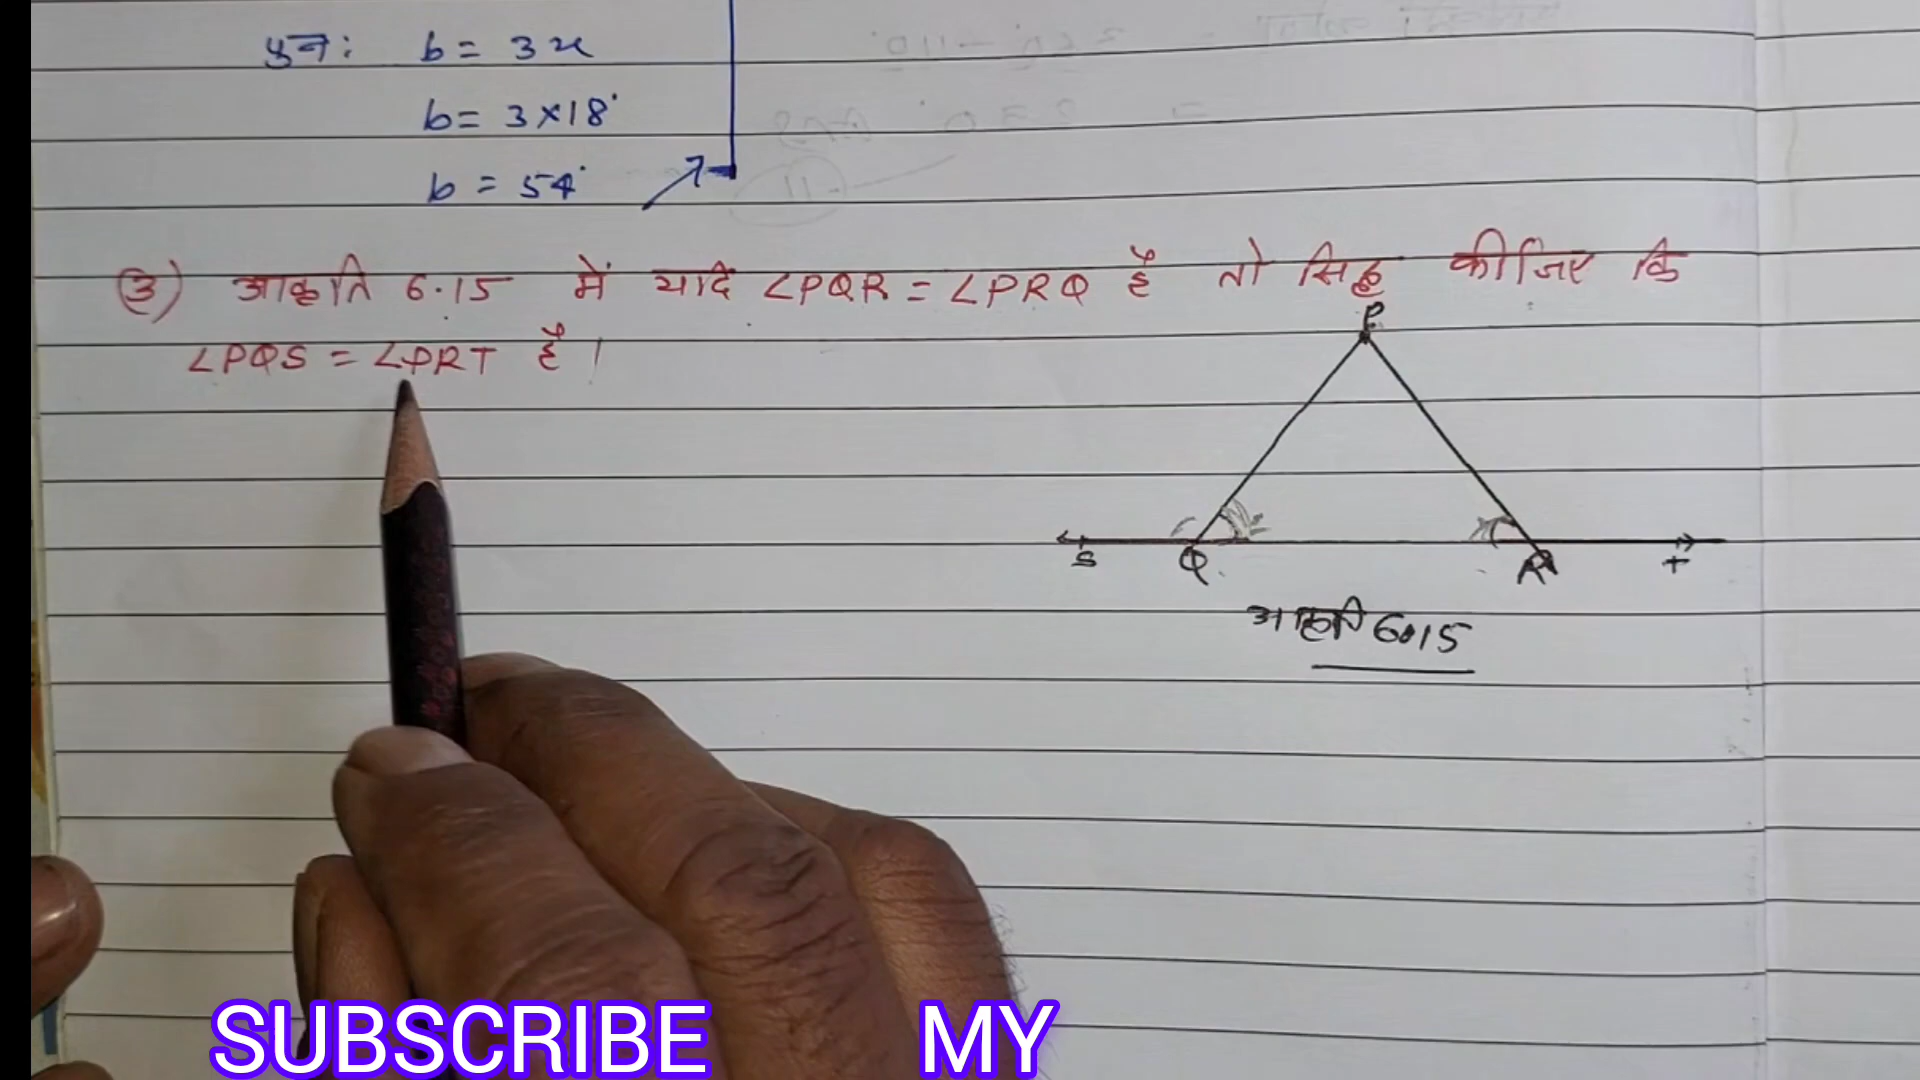 पुनः b = 3x
b = 3×18°
b = 54°
③ आकृति 6.15 में यदि ∠PQR = ∠PRQ है तो सिद्ध कीजिए कि
∠PQS = ∠PRT है।
P
S Q R T
आकृति 6.15
SUBSCRIBE MY